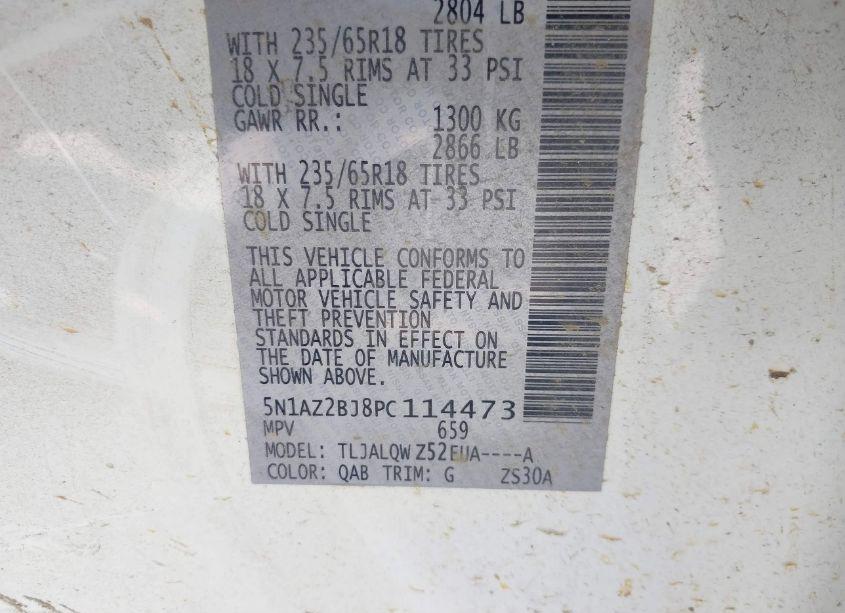 2804 LB
WITH 235/65R18 TIRES
18 X 7.5 RIMS AT 33 PSI
COLD SINGLE
GAWR RR.: 1300 KG
2866 LB
WITH 235/65R18 TIRES
18 X 7.5 RIMS AT 33 PSI
COLD SINGLE
THIS VEHICLE CONFORMS TO
ALL APPLICABLE FEDERAL
MOTOR VEHICLE SAFETY AND
THEFT PREVENTION
STANDARDS IN EFFECT ON
THE DATE OF MANUFACTURE
SHOWN ABOVE.
5N1AZ2BJ8PC114473
MPV 659
MODEL: TLJALQW Z52EUA----A
COLOR: QAB TRIM: G ZS30A